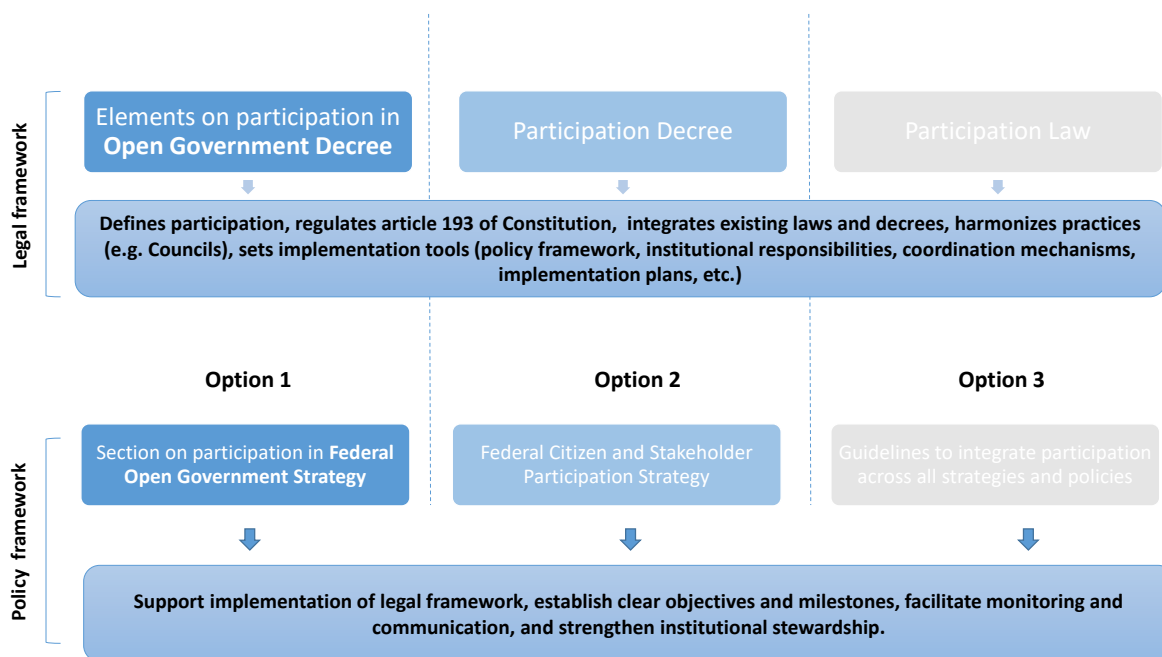 Legal framework
Elements on participation in
Open Government Decree
Participation Decree
Participation Law
Defines participation, regulates article 193 of Constitution, integrates existing laws and decrees, harmonizes practices
(e.g. Councils), sets implementation tools (policy framework, institutional responsibilities, coordination mechanisms,
implementation plans, etc.)
Option 1
Option 2
Option 3
Policy framework
Section on participation in Federal
Open Government Strategy
Federal Citizen and Stakeholder
Participation Strategy
Guidelines to integrate participation
across all strategies and policies
Support implementation of legal framework, establish clear objectives and milestones, facilitate monitoring and
communication, and strengthen institutional stewardship.